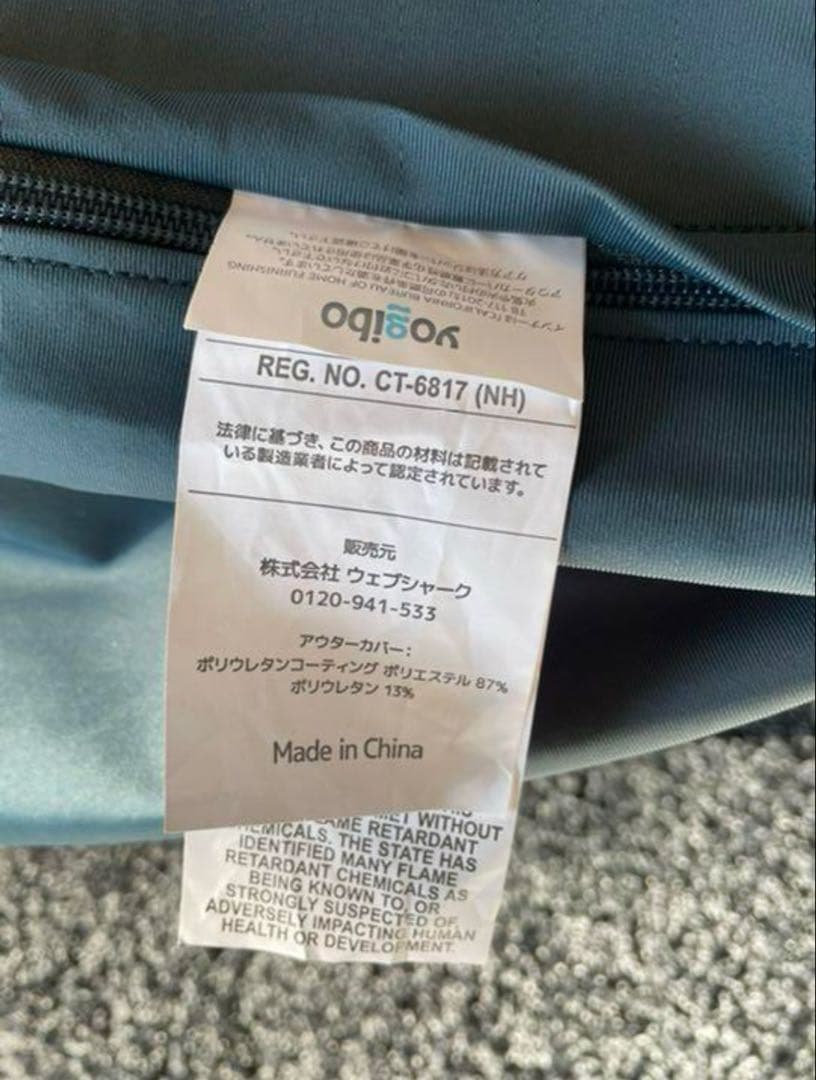 yogibo
REG. NO. CT-6817 (NH)
法律に基づき、この商品の材料は記載されて
いる製造業者によって認定されています。
販売元
株式会社 ウェブシャーク
0120-941-533
アウターカバー:
ポリウレタンコーティング ポリエステル 87%
ポリウレタン 13%
Made in China
WITHOUT
FLAME RETARDANT
CHEMICALS. THE STATE HAS
IDENTIFIED MANY FLAME
RETARDANT CHEMICALS AS
BEING KNOWN TO, OR
STRONGLY SUSPECTED OF,
ADVERSELY IMPACTING HUMAN
HEALTH OR DEVELOPMENT.